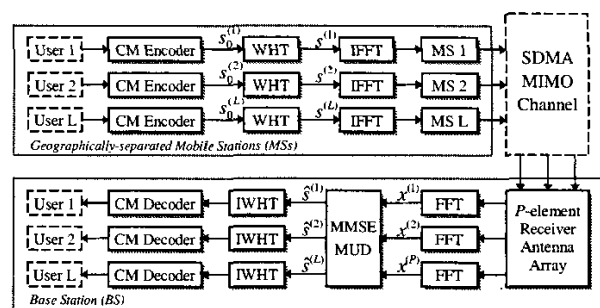 User 1 CM Encoder s_0^(1) WHT s^(1) IFFT MS 1
User 2 CM Encoder s_0^(2) WHT s^(2) IFFT MS 2
User L CM Encoder s_0^(L) WHT s^(L) IFFT MS L
Geographically-separated Mobile Stations (MSs)
SDMA
MIMO
Channel
User 1 CM Decoder IWHT ŝ^(1) x^(1) FFT
User 2 CM Decoder IWHT ŝ^(2) x^(2) FFT
User L CM Decoder IWHT ŝ^(L) x^(P) FFT
MMSE
MUD
P-element
Receiver
Antenna
Array
Base Station (BS)